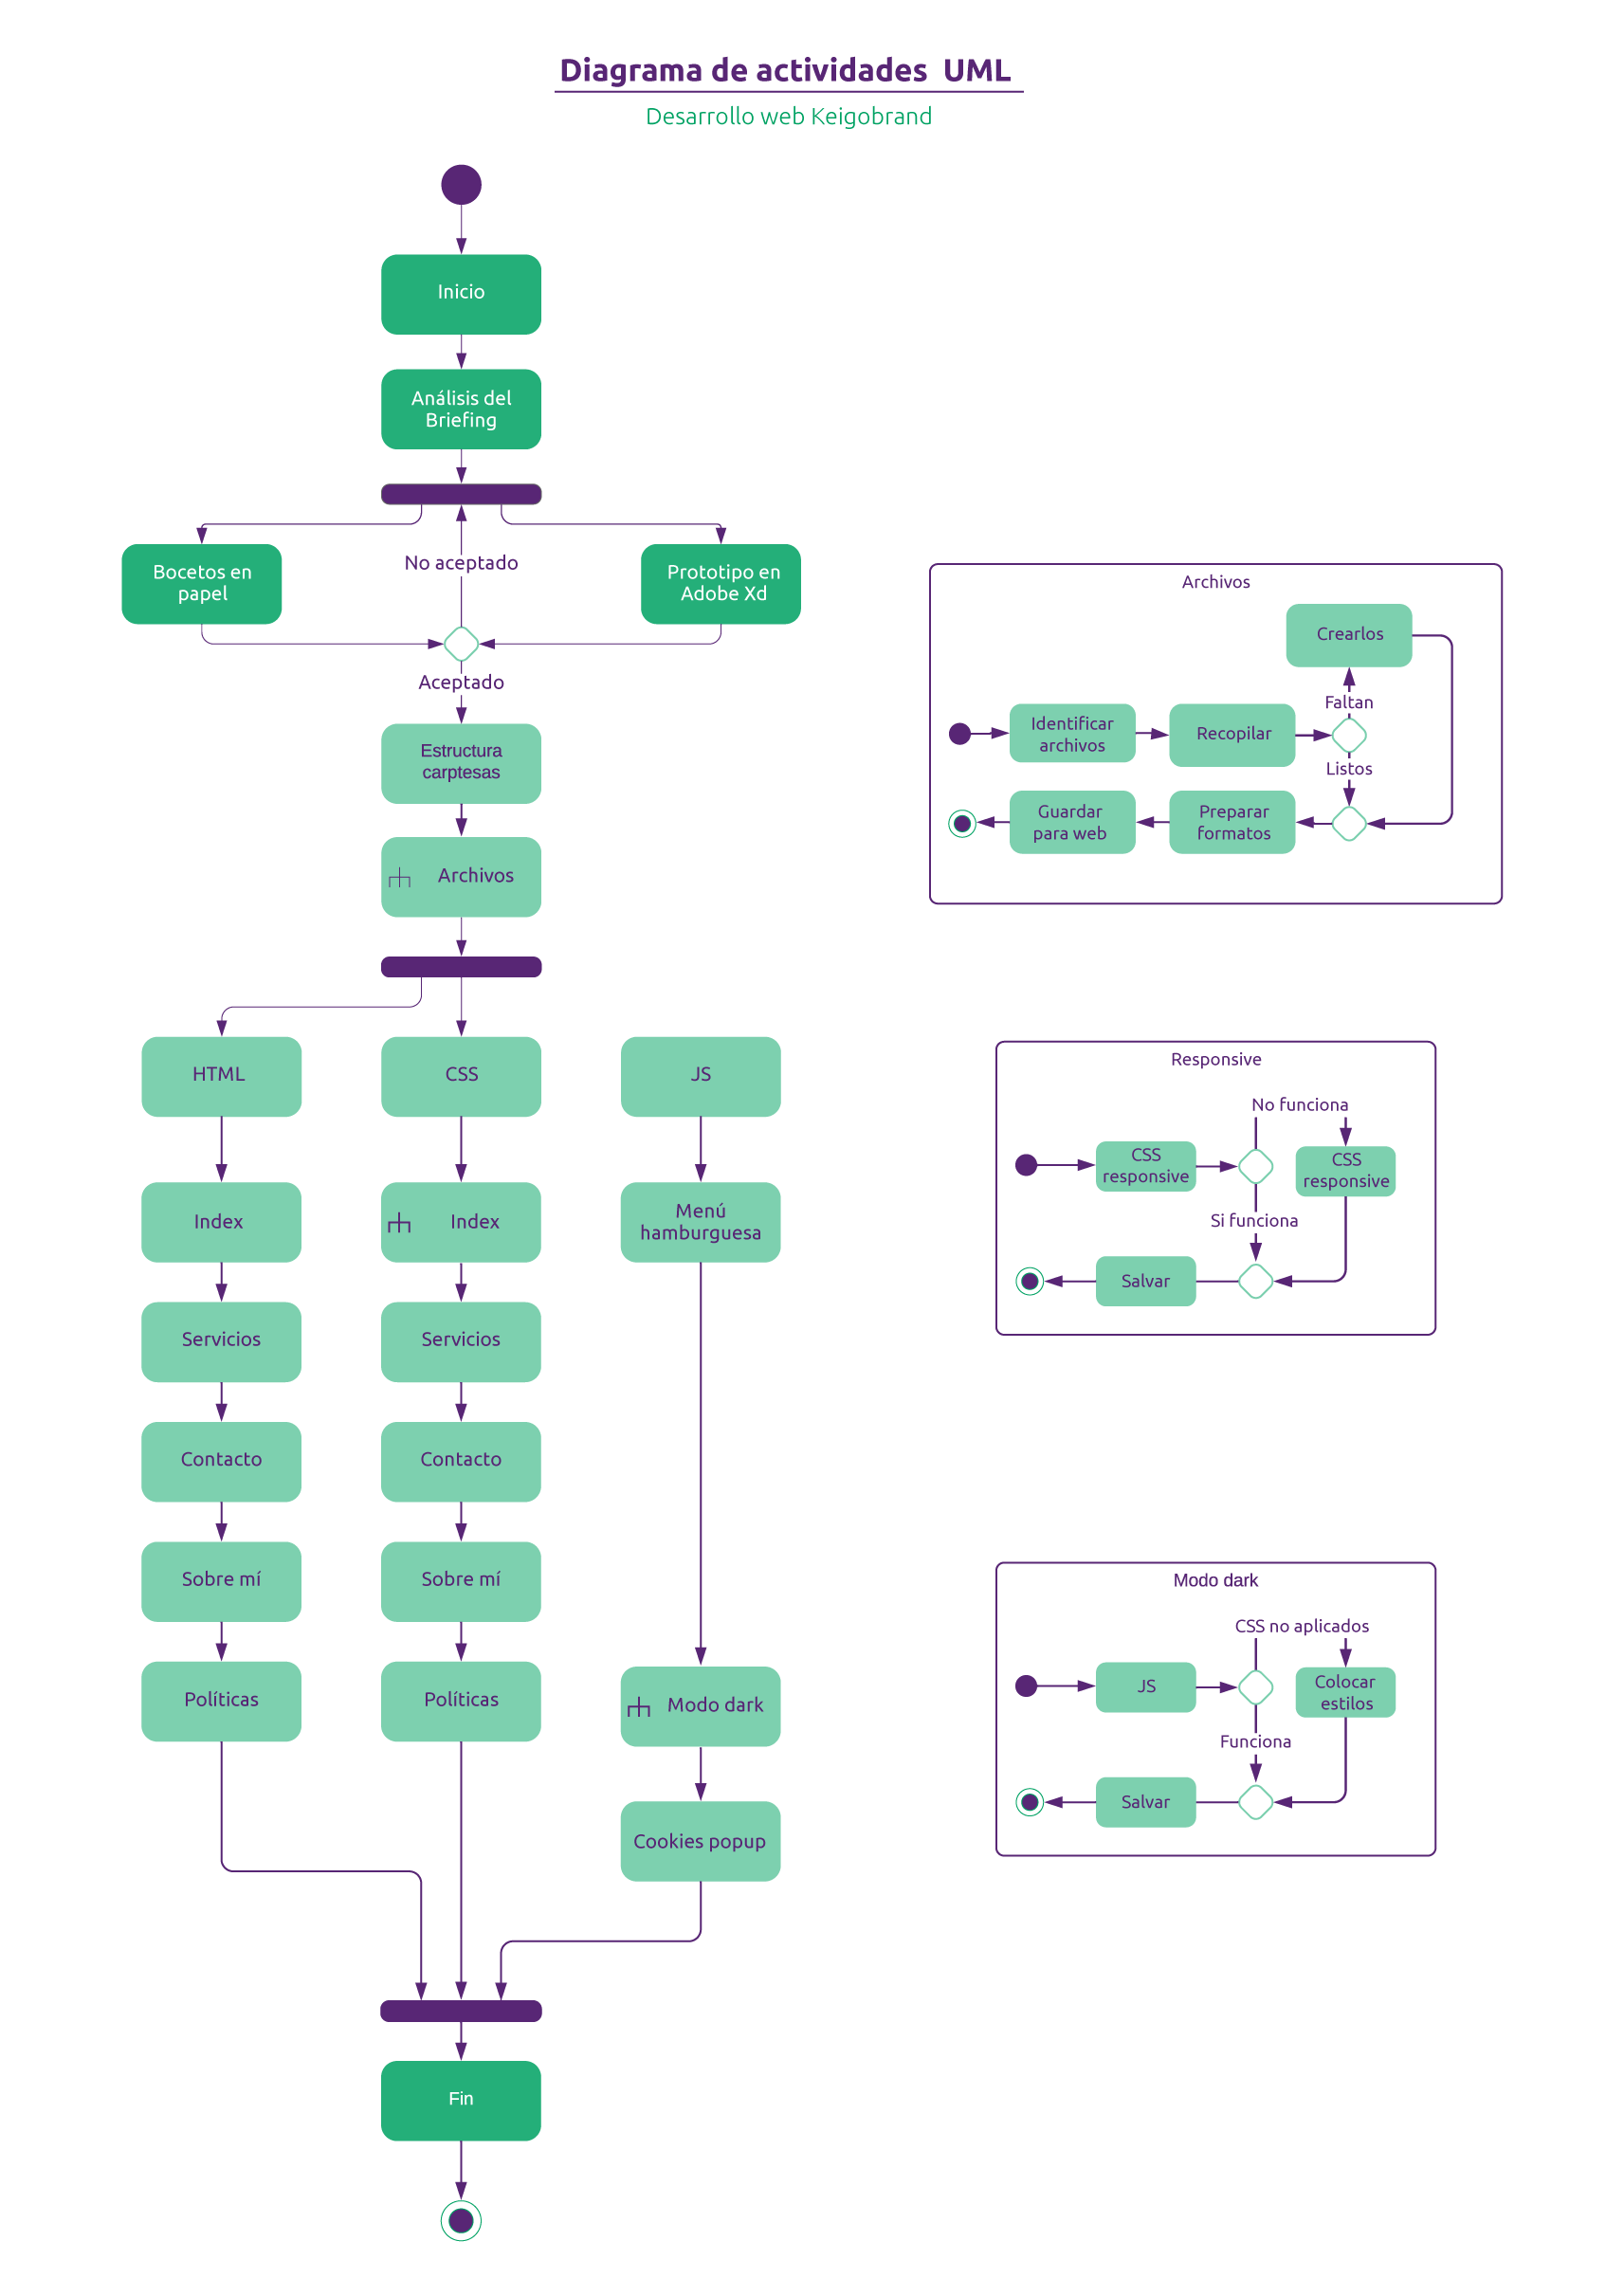 Diagrama de actividades  UML
Desarrollo web Keigobrand
Inicio
Análisis del
Briefing
No aceptado
Bocetos en
papel
Prototipo en
Adobe Xd
Aceptado
Estructura
carptesas
Archivos
HTML
CSS
JS
Index
Index
Menú
hamburguesa
Servicios
Servicios
Contacto
Contacto
Sobre mí
Sobre mí
Políticas
Políticas
Modo dark
Cookies popup
Fin
Archivos
Crearlos
Faltan
Identificar
archivos
Recopilar
Listos
Guardar
para web
Preparar
formatos
Responsive
No funciona
CSS
responsive
CSS
responsive
Si funciona
Salvar
Modo dark
CSS no aplicados
JS
Colocar
estilos
Funciona
Salvar